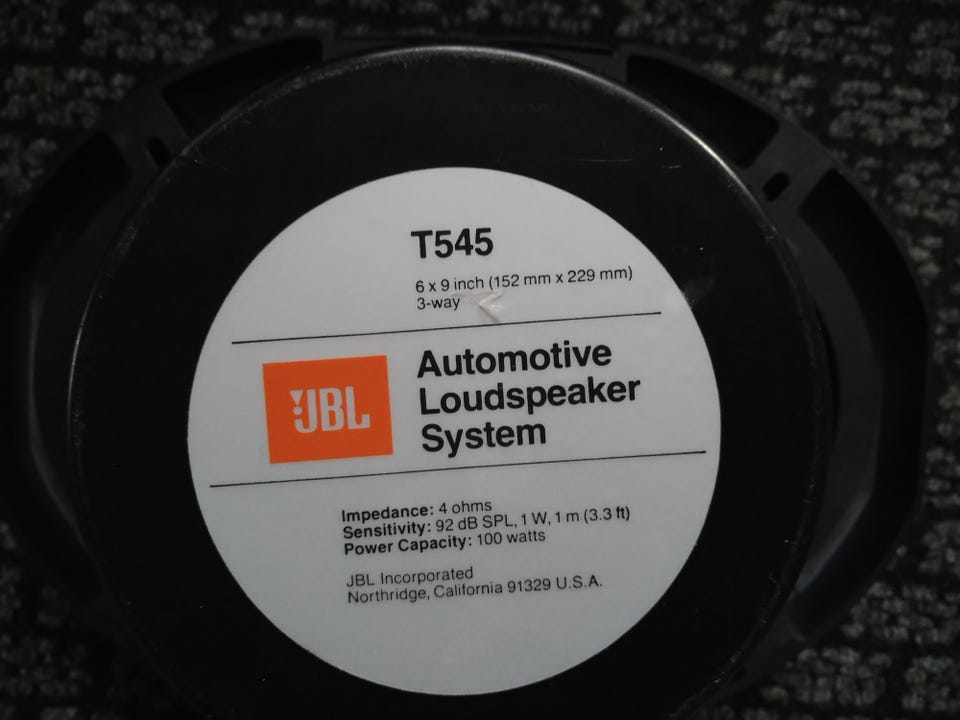 T545
6 x 9 inch (152 mm x 229 mm)
3-way
JBL
Automotive
Loudspeaker
System
Impedance: 4 ohms
Sensitivity: 92 dB SPL, 1 W, 1 m (3.3 ft)
Power Capacity: 100 watts
JBL Incorporated
Northridge, California 91329 U.S.A.